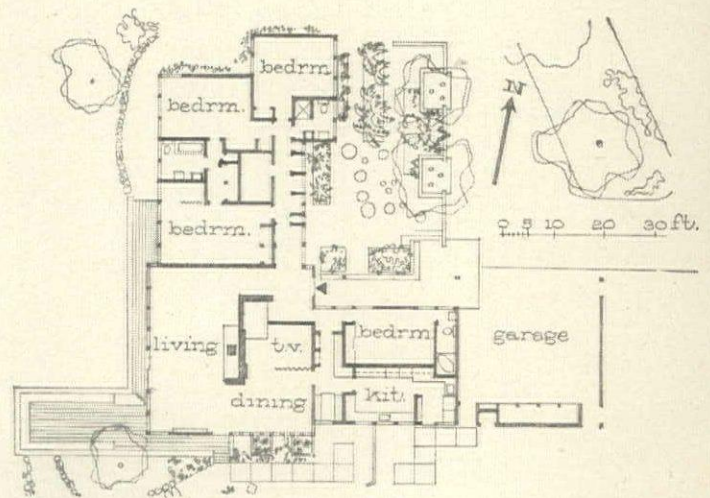 bedrm.
bedrm.
N
0 5 10 20 30 ft.
bedrm.
living
t.v.
bedrm
garage
dining
kit.